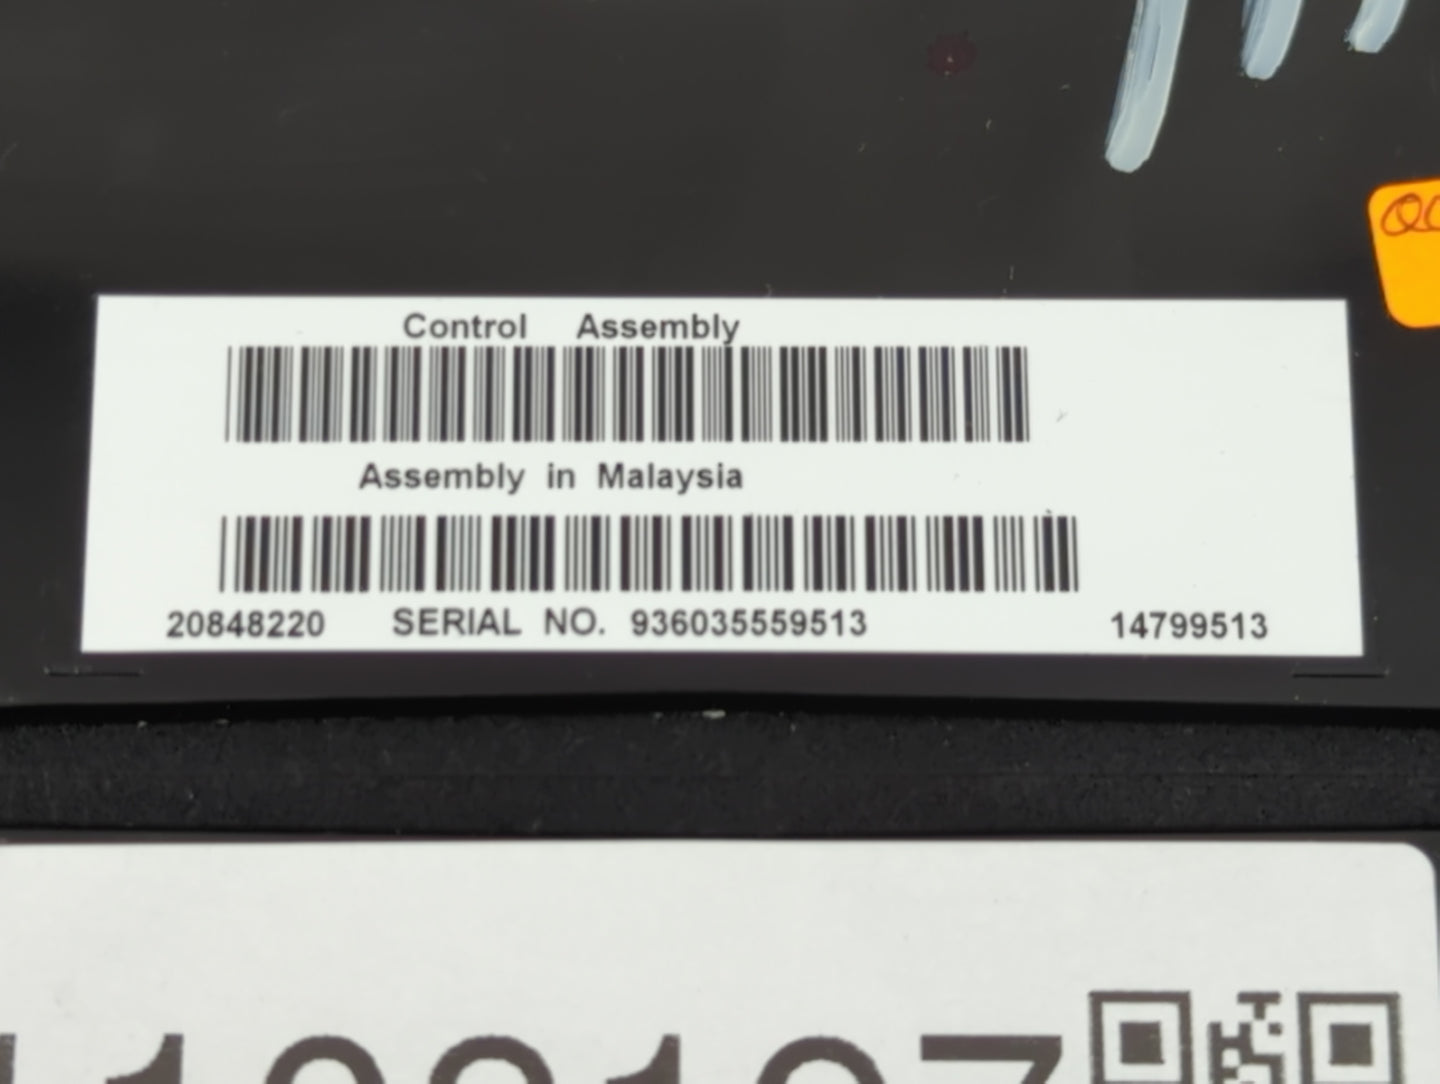 Control Assembly
Assembly in Malaysia
20848220 SERIAL NO. 936035559513 14799513